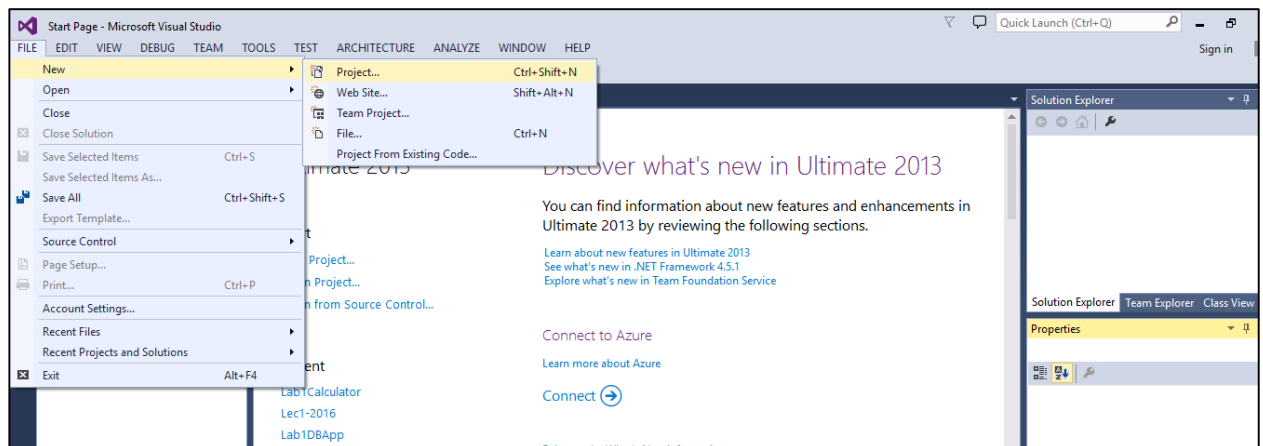 Start Page - Microsoft Visual Studio
Quick Launch (Ctrl+Q)
FILE EDIT VIEW DEBUG TEAM TOOLS TEST ARCHITECTURE ANALYZE WINDOW HELP
Sign in
New
Open
Close
Close Solution
Save Selected Items Ctrl+S
Save Selected Items As...
Save All Ctrl+Shift+S
Export Template...
Source Control
Page Setup...
Print... Ctrl+P
Account Settings...
Recent Files
Recent Projects and Solutions
Exit Alt+F4
Project... Ctrl+Shift+N
Web Site... Shift+Alt+N
Team Project...
File... Ctrl+N
Project From Existing Code...
2013
Project...
Project...
from Source Control...
Lab1Calculator
Lec1-2016
Lab1DBApp
Discover what's new in Ultimate 2013
You can find information about new features and enhancements in
Ultimate 2013 by reviewing the following sections.
Learn about new features in Ultimate 2013
See what's new in .NET Framework 4.5.1
Explore what's new in Team Foundation Service
Connect to Azure
Learn more about Azure
Connect
Solution Explorer
Solution Explorer Team Explorer Class View
Properties